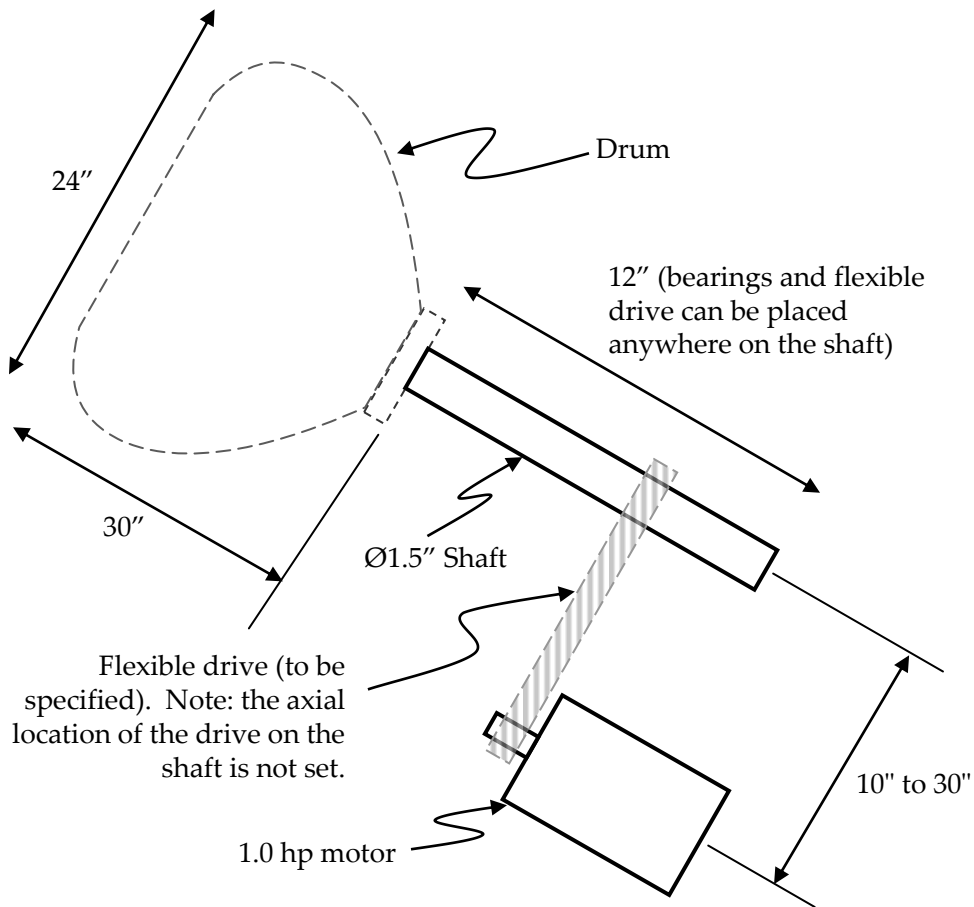 24”
Drum
12” (bearings and flexible
drive can be placed
anywhere on the shaft)
30”
Ø1.5” Shaft
Flexible drive (to be
specified).  Note: the axial
location of the drive on the
shaft is not set.
10" to 30"
1.0 hp motor